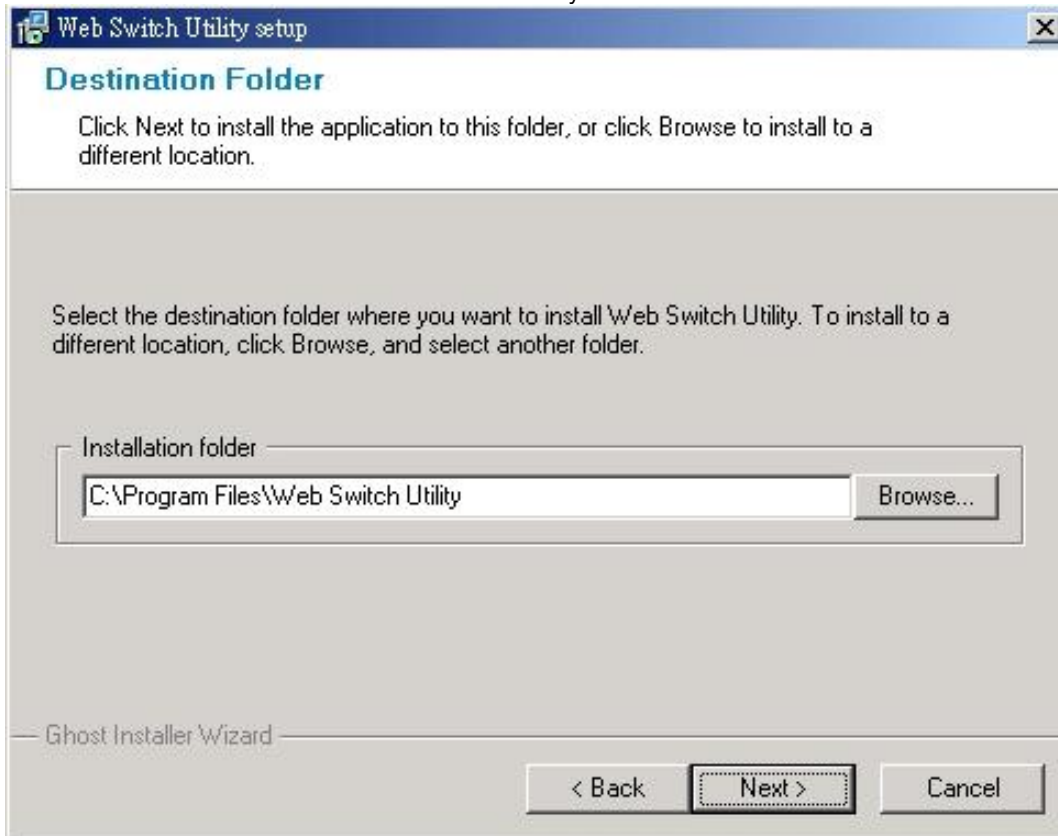 Web Switch Utility setup
Destination Folder
Click Next to install the application to this folder, or click Browse to install to a
different location.
Select the destination folder where you want to install Web Switch Utility. To install to a
different location, click Browse, and select another folder.
Installation folder
C:\Program Files\Web Switch Utility
Browse...
Ghost Installer Wizard
< Back
Next >
Cancel